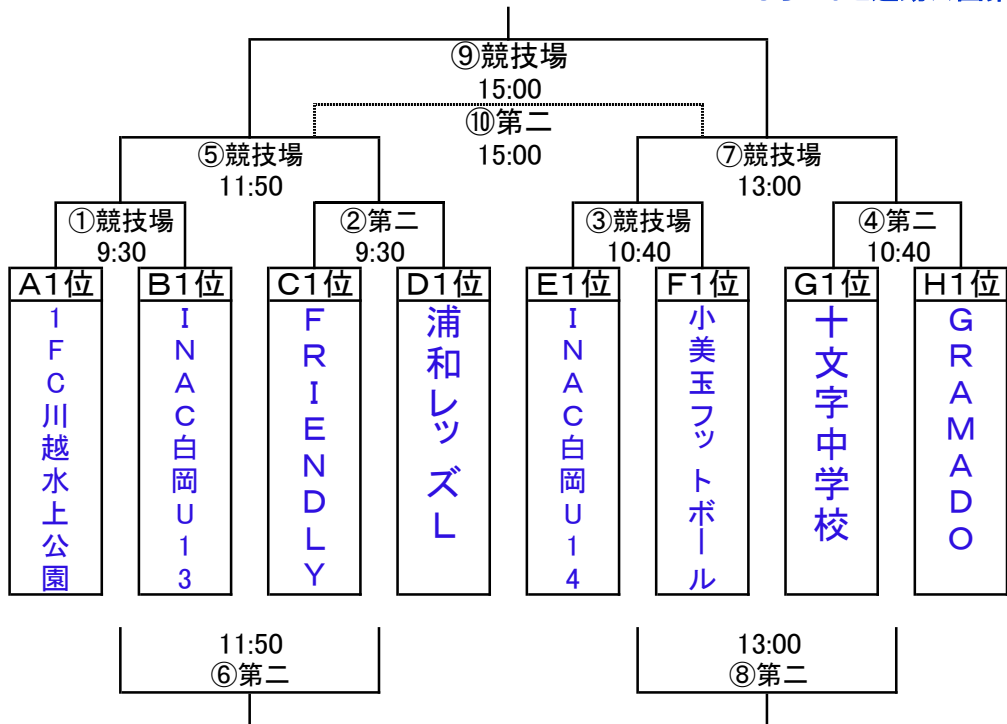 ⑨競技場
15:00
⑩第二
15:00
⑤競技場
11:50
⑦競技場
13:00
①競技場
9:30
②第二
9:30
③競技場
10:40
④第二
10:40
A1位
B1位
C1位
D1位
E1位
F1位
G1位
H1位
1FC川越水上公園
INAC白岡U13
FRIENDLY
浦和レッズL
INAC白岡U14
小美玉フットボール
十文字中学校
GRAMADO
11:50
⑥第二
13:00
⑧第二